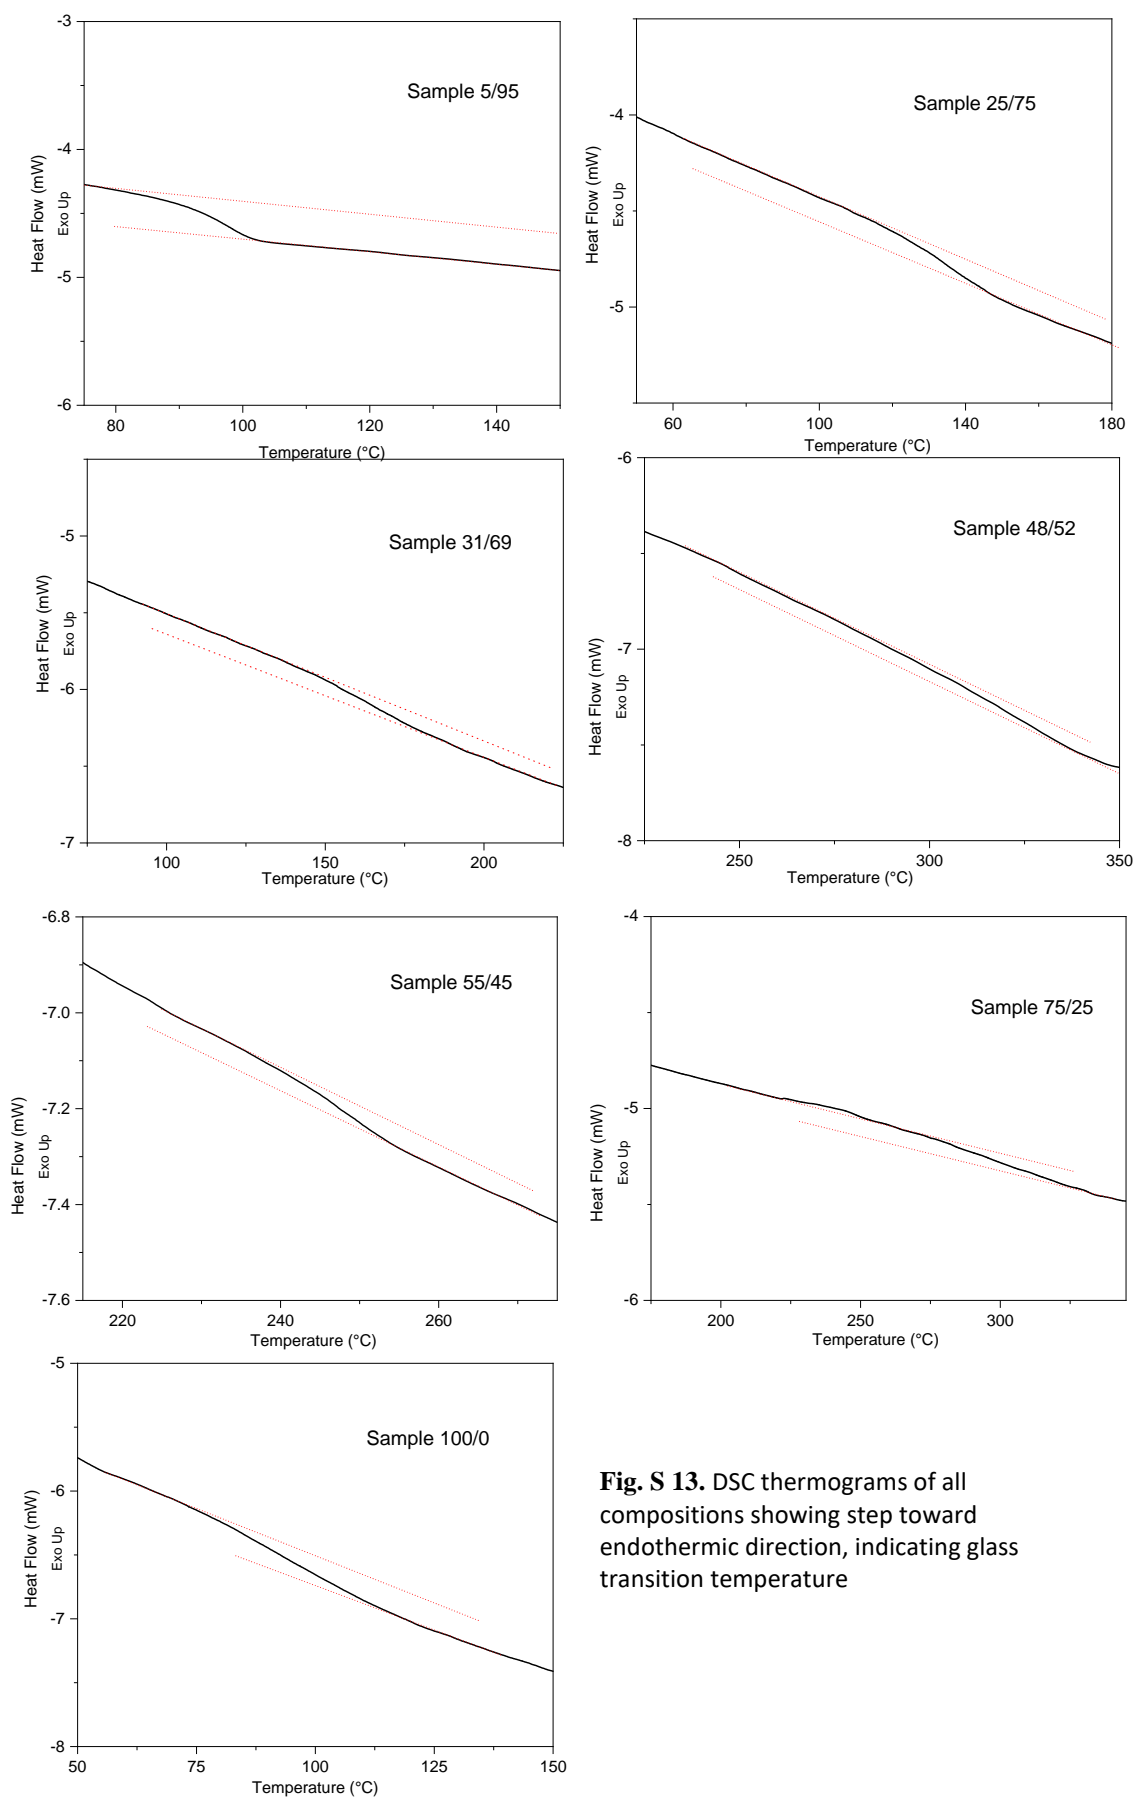 -3
-4
-5
-6
80
100
120
140
Heat Flow (mW)
Exo Up
Temperature (°C)
Sample 5/95
-4
-5
60
100
140
180
Heat Flow (mW)
Exo Up
Temperature (°C)
Sample 25/75
-5
-6
-7
100
150
200
Heat Flow (mW)
Exo Up
Temperature (°C)
Sample 31/69
-6
-7
-8
250
300
350
Heat Flow (mW)
Exo Up
Temperature (°C)
Sample 48/52
-6.8
-7.0
-7.2
-7.4
-7.6
220
240
260
Heat Flow (mW)
Exo Up
Temperature (°C)
Sample 55/45
-4
-5
-6
200
250
300
Heat Flow (mW)
Exo Up
Temperature (°C)
Sample 75/25
-5
-6
-7
-8
50
75
100
125
150
Heat Flow (mW)
Exo Up
Temperature (°C)
Sample 100/0
Fig. S 13. DSC thermograms of all
compositions showing step toward
endothermic direction, indicating glass
transition temperature